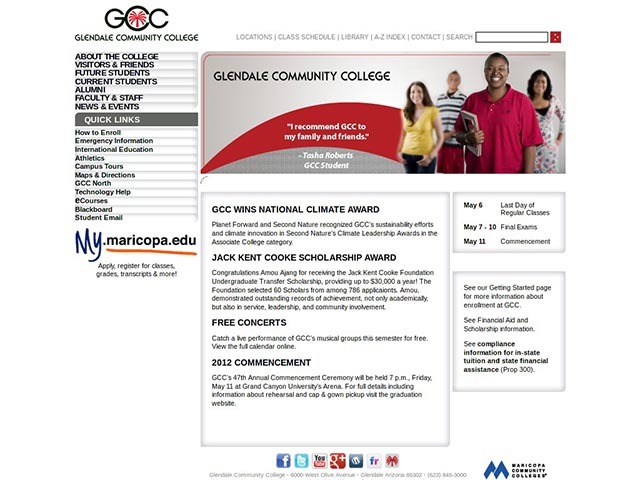 GCC
GLENDALE COMMUNITY COLLEGE
LOCATIONS | CLASS SCHEDULE | LIBRARY | A-Z INDEX | CONTACT | SEARCH
ABOUT THE COLLEGE
VISITORS & FRIENDS
FUTURE STUDENTS
CURRENT STUDENTS
ALUMNI
FACULTY & STAFF
NEWS & EVENTS
QUICK LINKS
How to Enroll
Emergency Information
International Education
Athletics
Campus Tours
Maps & Directions
GCC North
Technology Help
eCourses
Blackboard
Student Email
My.maricopa.edu
Apply, register for classes,
grades, transcripts & more!
GLENDALE COMMUNITY COLLEGE
"I recommend GCC to
my family and friends."
- Tasha Roberts
GCC Student
GCC WINS NATIONAL CLIMATE AWARD
Planet Forward and Second Nature recognized GCC's sustainability efforts
and climate innovation in Second Nature's Climate Leadership Awards in the
Associate College category.
JACK KENT COOKE SCHOLARSHIP AWARD
Congratulations Amou Ajang for receiving the Jack Kent Cooke Foundation
Undergraduate Transfer Scholarship, providing up to $30,000 a year! The
Foundation selected 60 Scholars from among 786 applicaionts. Amou,
demonstrated outstanding records of achievement, not only academically,
but also in service, leadership, and community involvement.
FREE CONCERTS
Catch a live performance of GCC's musical groups this semester for free.
View the full calendar online.
2012 COMMENCEMENT
GCC's 47th Annual Commencement Ceremony will be held 7 p.m., Friday,
May 11 at Grand Canyon University's Arena. For full details including
information about rehearsal and cap & gown pickup visit the graduation
website.
May 6 Last Day of
Regular Classes
May 7 - 10 Final Exams
May 11 Commencement
See our Getting Started page
for more information about
enrollment at GCC.
See Financial Aid and
Scholarship information.
See compliance
information for in-state
tuition and state financial
assistance (Prop 300).
You
Tube
Glendale Community College - 6000 West Olive Avenue - Glendale Arizona 85302 - (623) 845-3000
MARICOPA
COMMUNITY
COLLEGES